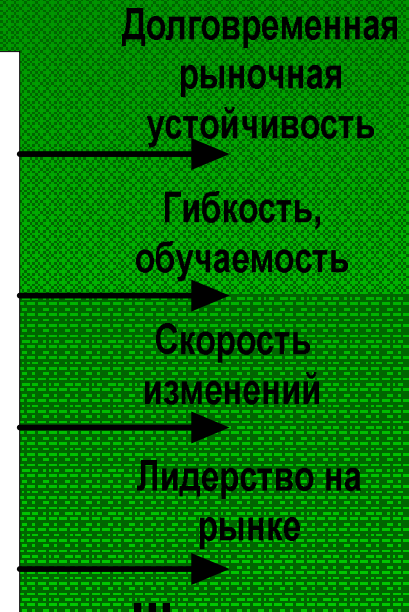 Долговременная
рыночная
устойчивость
Гибкость,
обучаемость
Скорость
изменений
Лидерство на
рынке
...